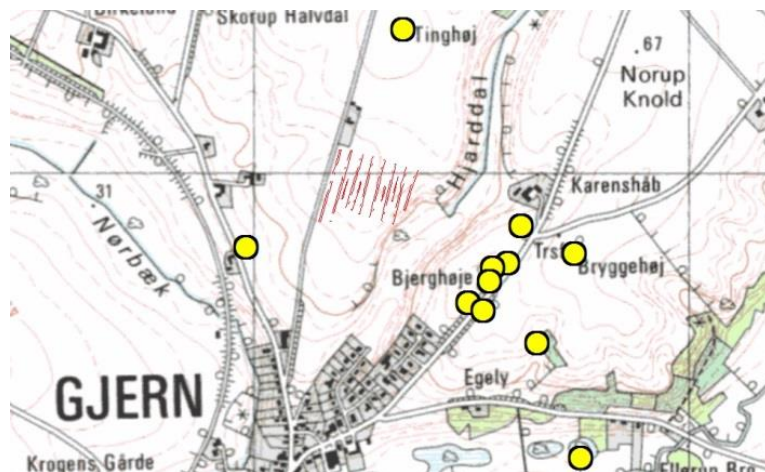 Skorup Halvdal
Tinghøj
67
Norup
Knold
Hjarddal
31
Karenshåb
Nørbæk
Bjerghøje
Bryggehøj
GJERN
Egely
Krogens Gårde